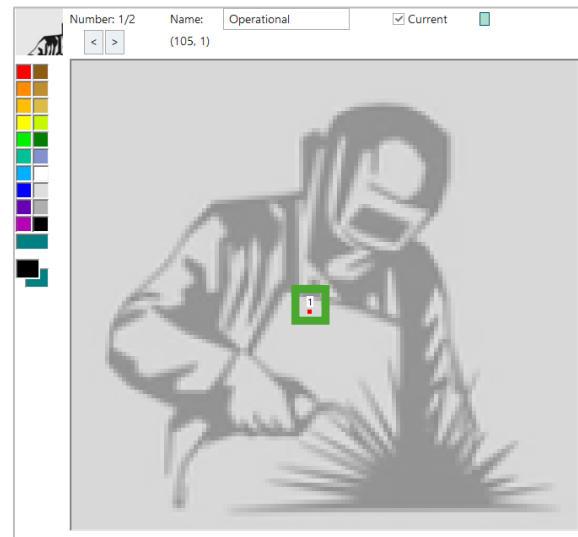 Number: 1/2 Name: Operational Current
< > (105, 1)
1